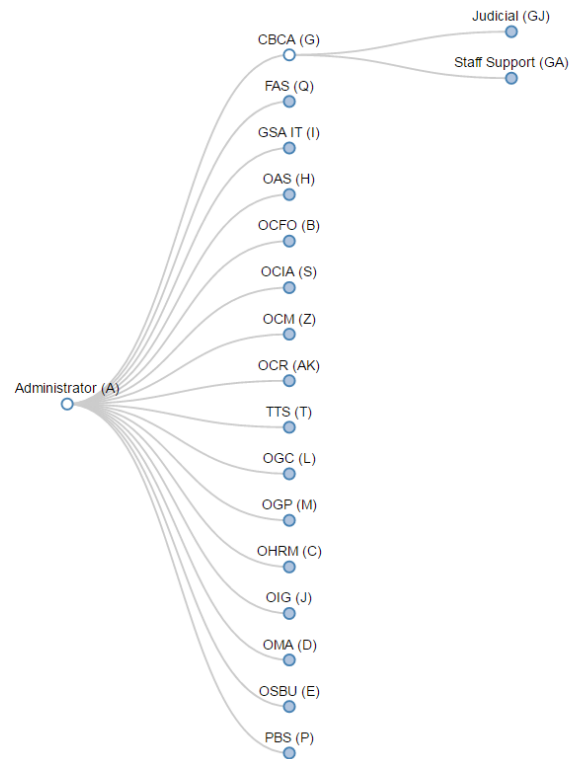 Judicial (GJ)
CBCA (G)
Staff Support (GA)
FAS (Q)
GSA IT (I)
OAS (H)
OCFO (B)
OCIA (S)
OCM (Z)
OCR (AK)
Administrator (A)
TTS (T)
OGC (L)
OGP (M)
OHRM (C)
OIG (J)
OMA (D)
OSBU (E)
PBS (P)